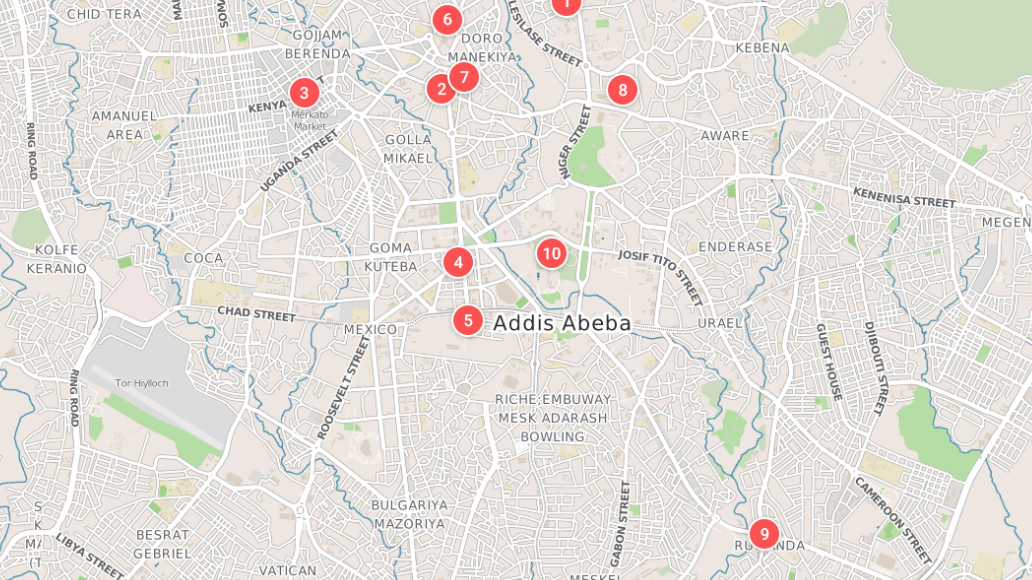 1
CHID TERA
6
LESILASE STREET
GOJJAM
BERENDA
DORO
MANEKIYA
KEBENA
7
2
3
8
KENYA
Merkato
Market
AMANUEL
AREA
RING ROAD
GOLLA
MIKAEL
UGANDA STREET
NIGER STREET
AWARE
KENENISA STREET
MEGEN
KOLFE
KERANIO
COCA
GOMA
KUTEBA
4
10
JOSIF TITO STREET
ENDERASE
CHAD STREET
MEXICO
5
Addis Abeba
URAEL
GUEST HOUSE
DJIBOUTI STREET
Tor Hiylloch
RING ROAD
ROOSEVELT STREET
RICHE;EMBUWAY
MESK ADARASH
BOWLING
BULGARIYA
MAZORIYA
GABON STREET
CAMEROON STREET
BESRAT
GEBRIEL
LIBYA STREET
VATICAN
9
MESKEL